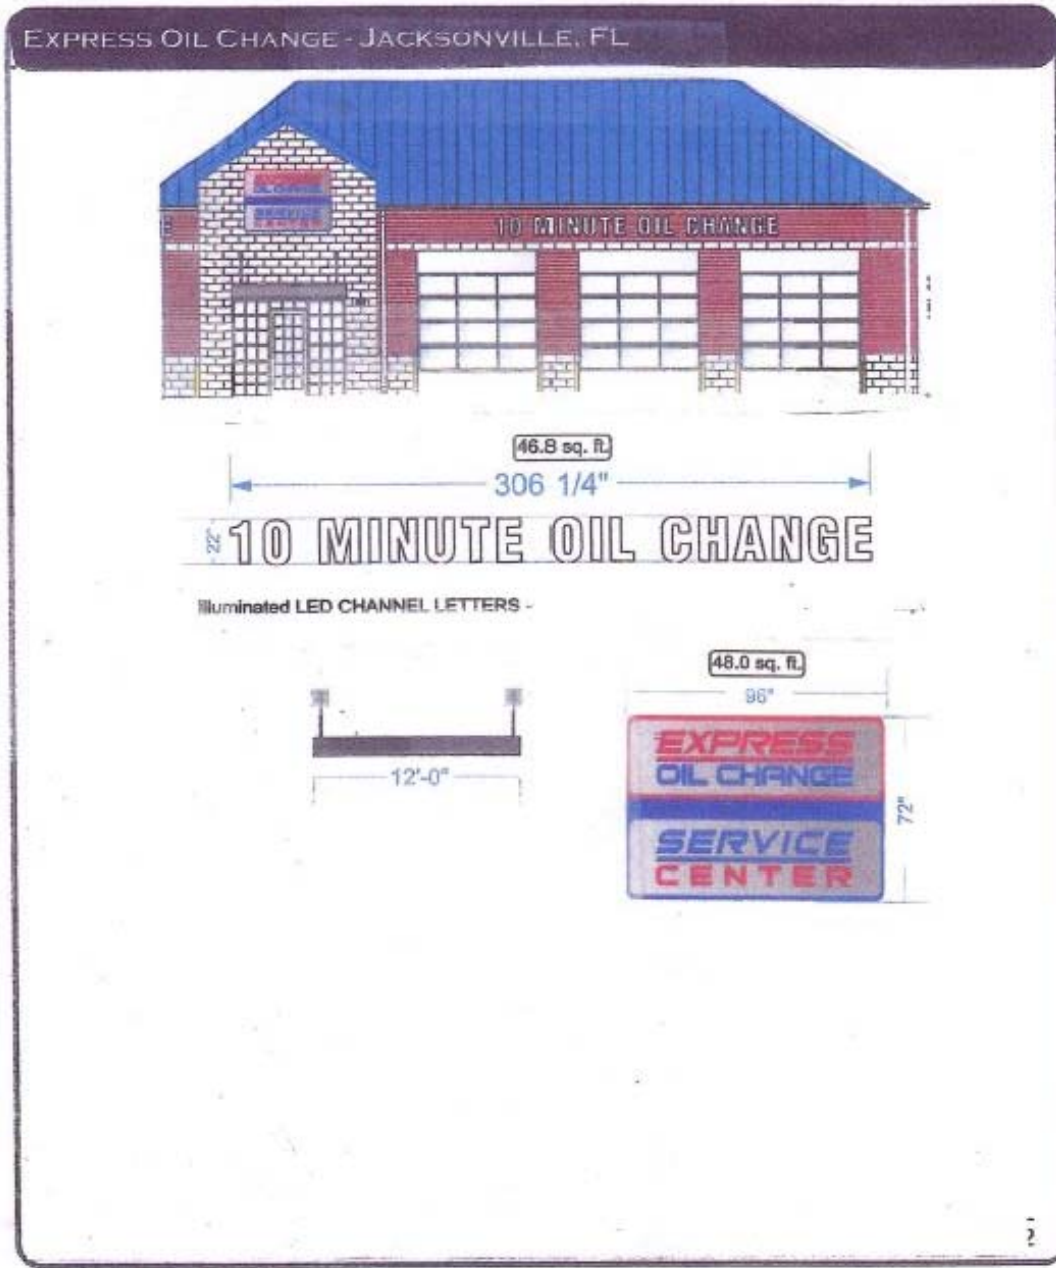 EXPRESS OIL CHANGE - JACKSONVILLE, FL
10 MINUTE OIL CHANGE
46.8 sq. ft.
306 1/4"
22"
10 MINUTE OIL CHANGE
Illuminated LED CHANNEL LETTERS -
48.0 sq. ft.
96"
12'-0"
EXPRESS
OIL CHANGE
SERVICE
CENTER
72"